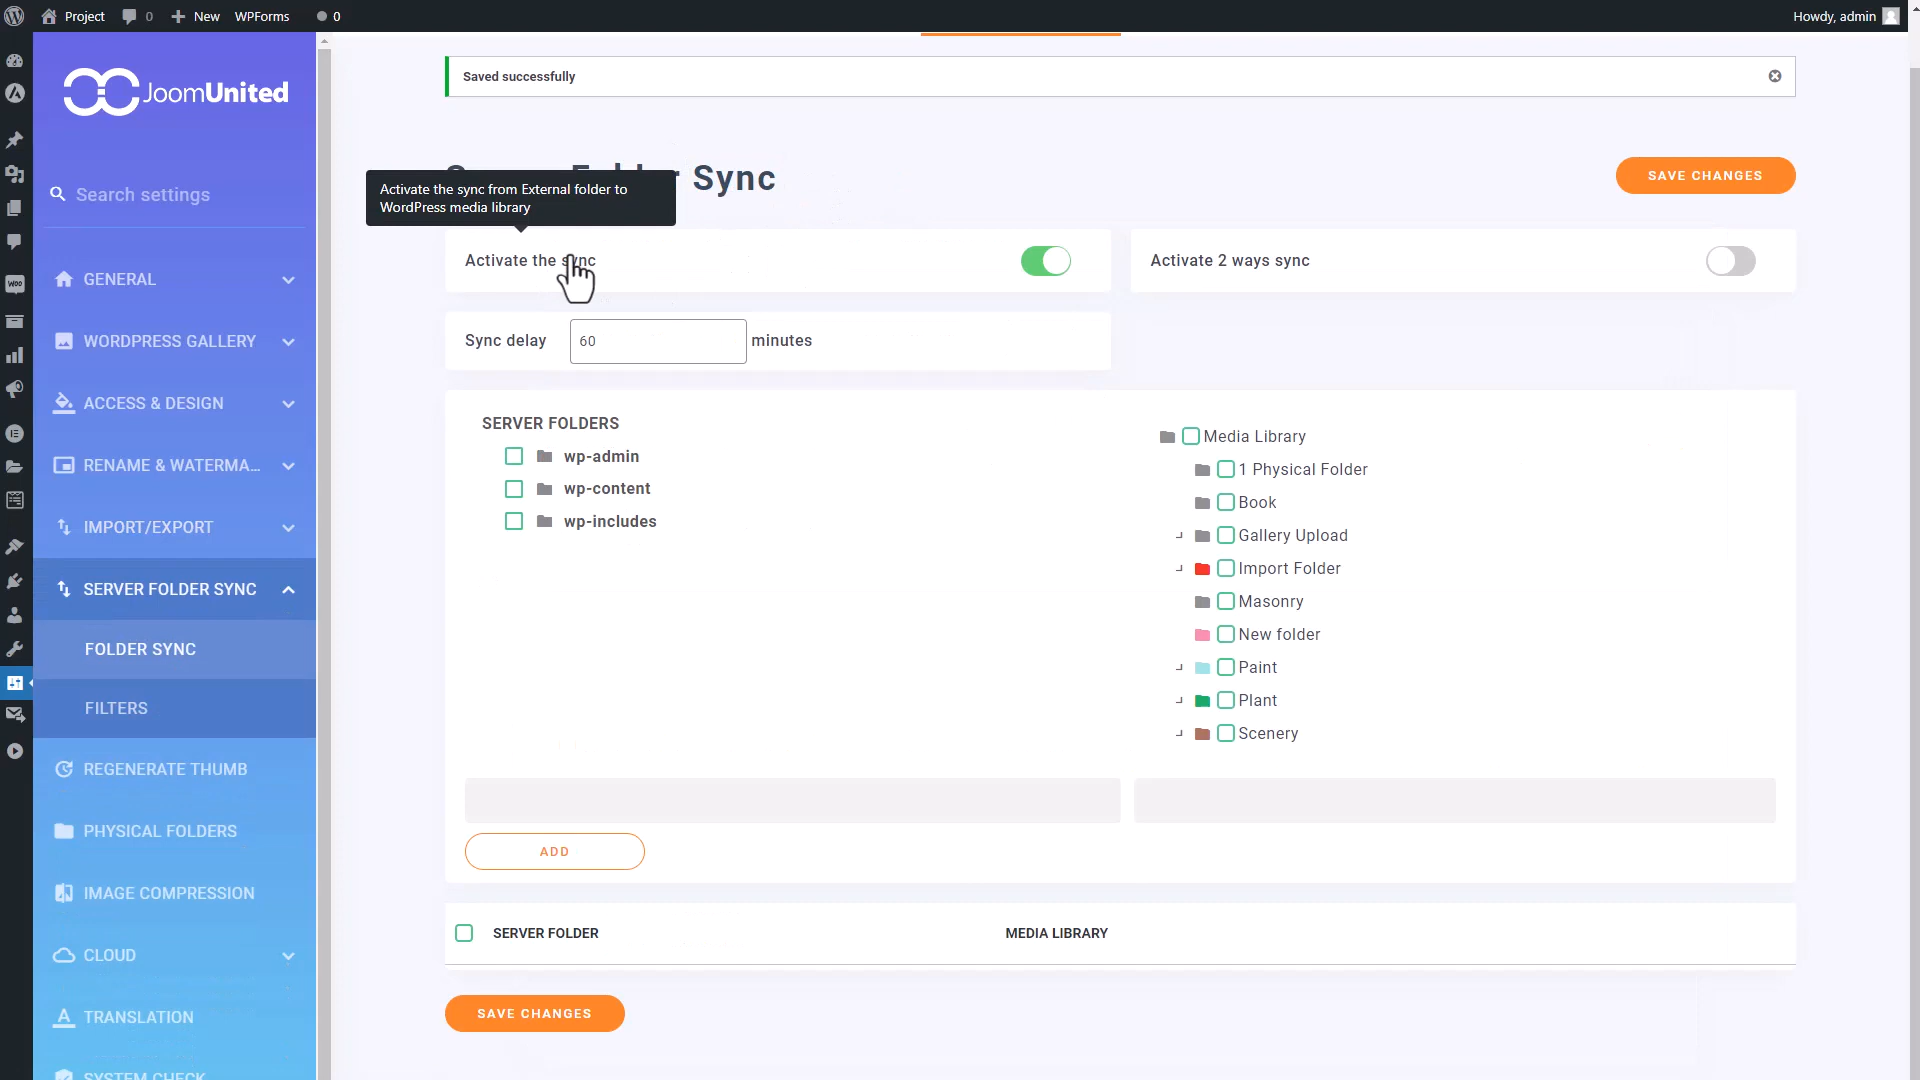 Project
0
New
WPForms
0
Howdy, admin
JoomUnited
Search settings
GENERAL
WORDPRESS GALLERY
ACCESS & DESIGN
RENAME & WATERMA...
IMPORT/EXPORT
SERVER FOLDER SYNC
FOLDER SYNC
FILTERS
REGENERATE THUMB
PHYSICAL FOLDERS
IMAGE COMPRESSION
CLOUD
TRANSLATION
SYSTEM CHECK
Saved successfully
Sync
SAVE CHANGES
Activate the sync from External folder to
WordPress media library
Activate the sync
Activate 2 ways sync
Sync delay 60 minutes
SERVER FOLDERS
wp-admin
wp-content
wp-includes
Media Library
1 Physical Folder
Book
Gallery Upload
Import Folder
Masonry
New folder
Paint
Plant
Scenery
ADD
SERVER FOLDER
MEDIA LIBRARY
SAVE CHANGES